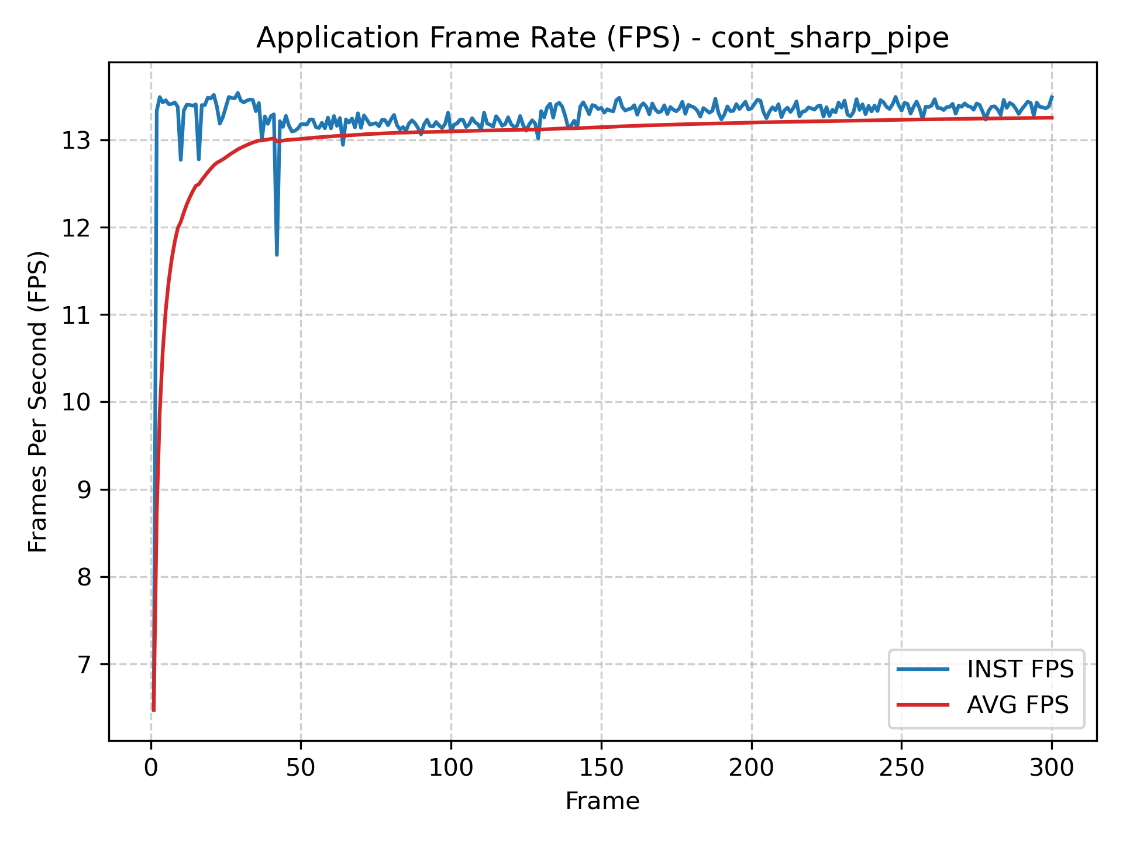 Application Frame Rate (FPS) - cont_sharp_pipe
Frames Per Second (FPS)
13
12
11
10
9
8
7
INST FPS
AVG FPS
0 50 100 150 200 250 300
Frame